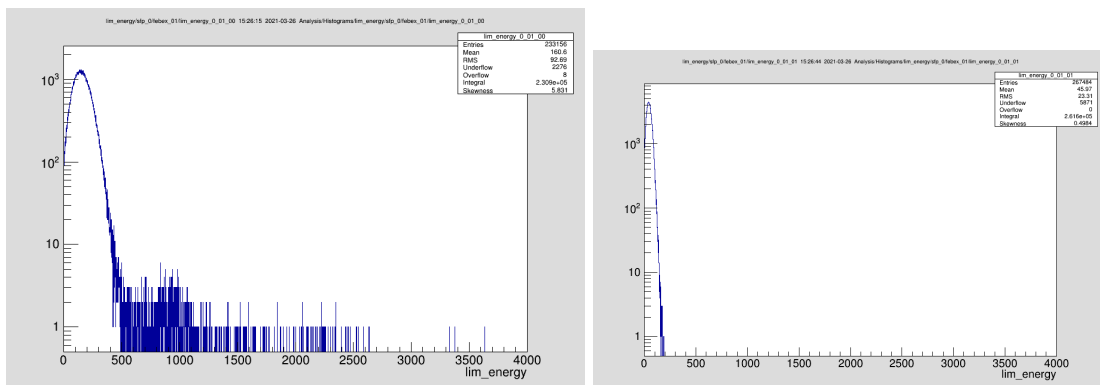 lim_energy/sfp_0/febex_01/lim_energy_0_01_00 15:26:15 2021-03-26 Analysis/Histograms/lim_energy/sfp_0/febex_01/lim_energy_0_01_00
lim_energy_0_01_00
Entries 233156
Mean 160.6
RMS 92.69
Underflow 2276
Overflow 8
Integral 2.309e+05
Skewness 5.831
10³
10²
10
1
0 500 1000 1500 2000 2500 3000 3500 4000
lim_energy
lim_energy/sfp_0/febex_01/lim_energy_0_01_01 15:26:44 2021-03-26 Analysis/Histograms/lim_energy/sfp_0/febex_01/lim_energy_0_01_01
lim_energy_0_01_01
Entries 267484
Mean 45.97
RMS 23.31
Underflow 5871
Overflow 0
Integral 2.616e+05
Skewness 0.4984
10³
10²
10
1
0 500 1000 1500 2000 2500 3000 3500 4000
lim_energy